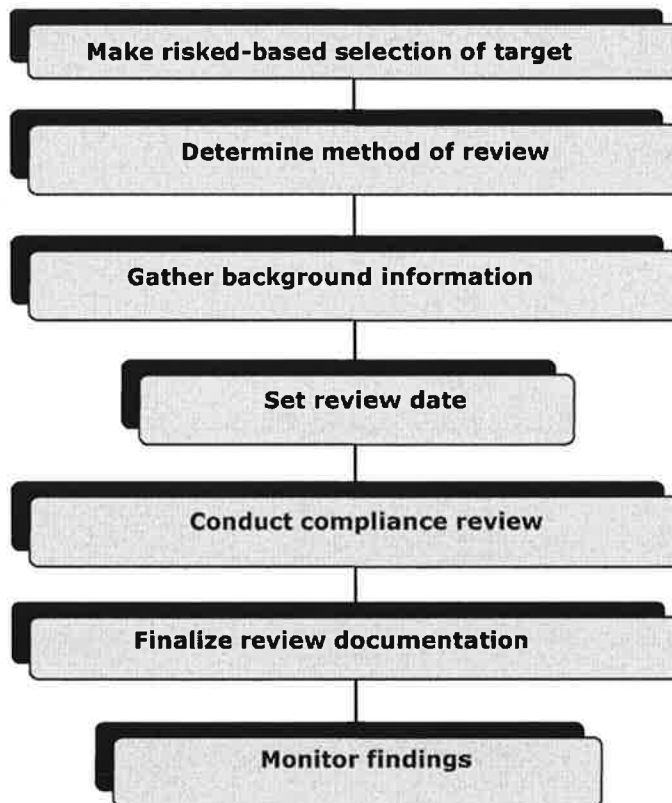 Make risked-based selection of target
Determine method of review
Gather background information
Set review date
Conduct compliance review
Finalize review documentation
Monitor findings